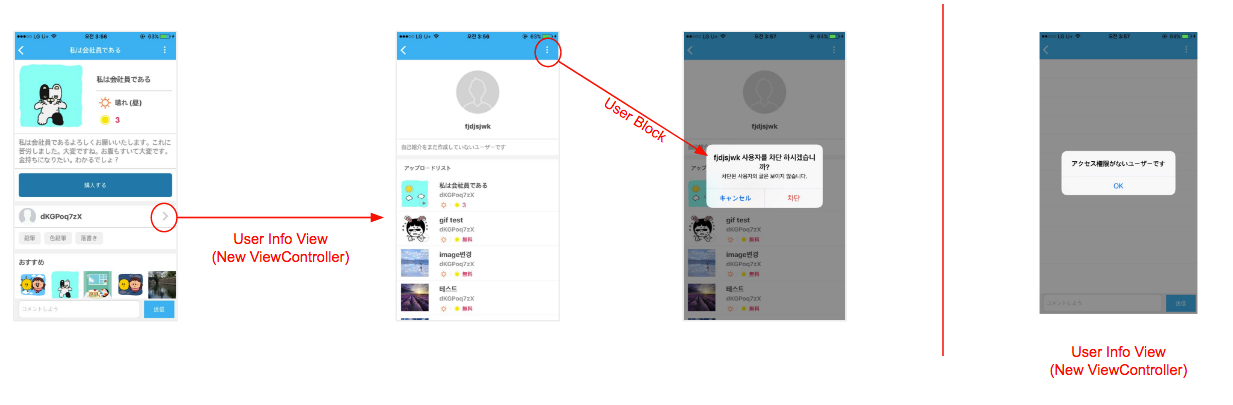 ●●●○○ LG U+ 오전 3:56 63%
私は会社員である
私は会社員である
晴れ (昼)
3
私は会社員であるよろしくお願いいたします。これに
苦労しました。大変ですね。お腹もすいて大変です。
金持ちになりたい。わかるでしょ？
購入する
dKGPoq7zX
鉛筆 色鉛筆 落書き
おすすめ
コメントしよう 送信
User Info View
(New ViewController)
●●●○○ LG U+ 오전 3:56 63%
fjdjsjwk
自己紹介をまだ作成していないユーザーです
アップロードリスト
私は会社員である
dKGPoq7zX
3
gif test
dKGPoq7zX
無料
image변경
dKGPoq7zX
無料
테스트
dKGPoq7zX
無料
User Block
●●●○○ LG U+ 오전 3:57 63%
fjdjsjwk
fjdjsjwk 사용자를 차단 하시겠습니
까?
차단된 사용자의 글은 보이지 않습니다.
キャンセル 차단
dKGPoq7zX
3
gif test
dKGPoq7zX
無料
image변경
dKGPoq7zX
無料
테스트
dKGPoq7zX
無料
●●●○○ LG U+ 오전 3:57 64%
アクセス権限がないユーザーです
OK
コメントしよう 送信
User Info View
(New ViewController)